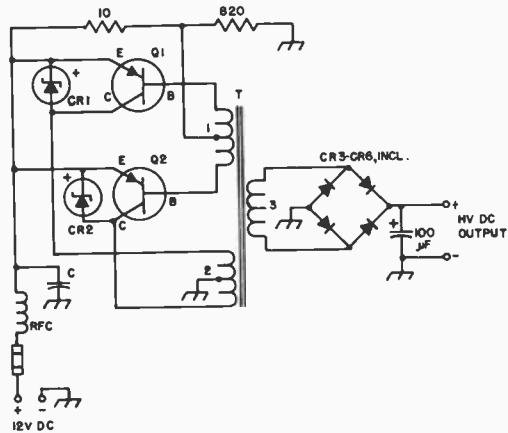 10
820
E
Q1
+
CR1
C
B
T
1
E
Q2
+
CR2
C
B
CR3-CR6, INCL.
3
+
+
100
µF
HV DC
OUTPUT
-
2
C
RFC
+
-
12V DC